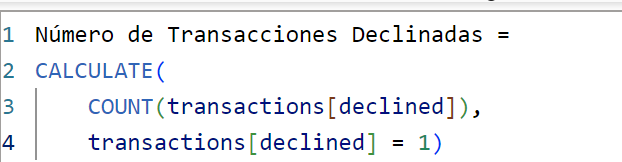 1 Número de Transacciones Declinadas =
2 CALCULATE(
3 COUNT(transactions[declined]),
4 transactions[declined] = 1)